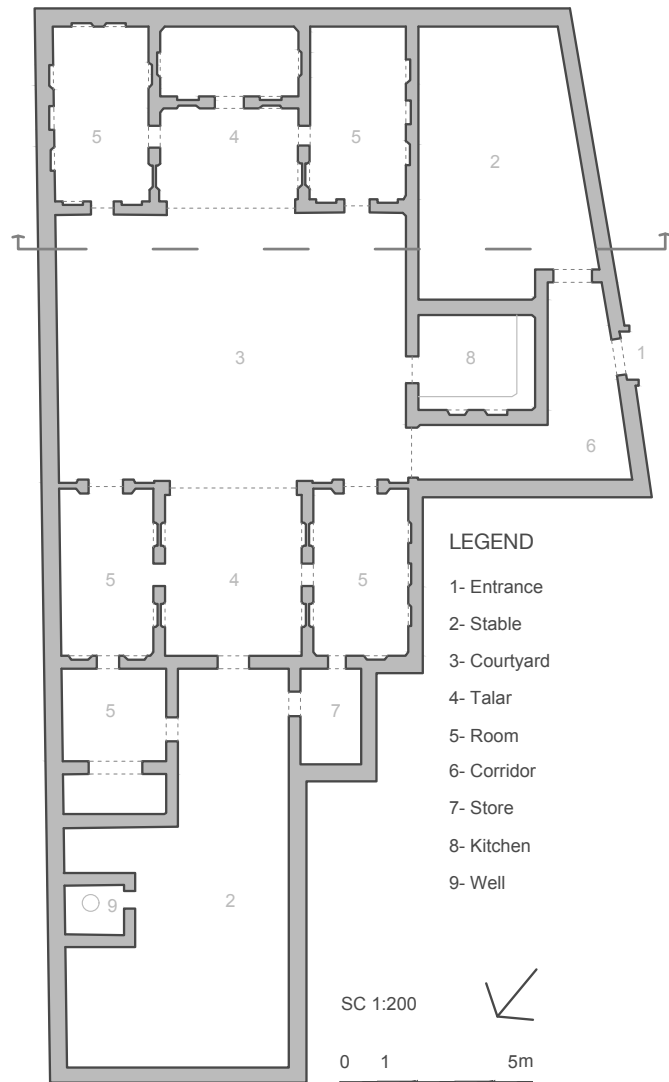 5
4
5
2
3
8
1
6
5
4
5
5
7
9
2
LEGEND
1- Entrance
2- Stable
3- Courtyard
4- Talar
5- Room
6- Corridor
7- Store
8- Kitchen
9- Well
SC 1:200
0 1 5m